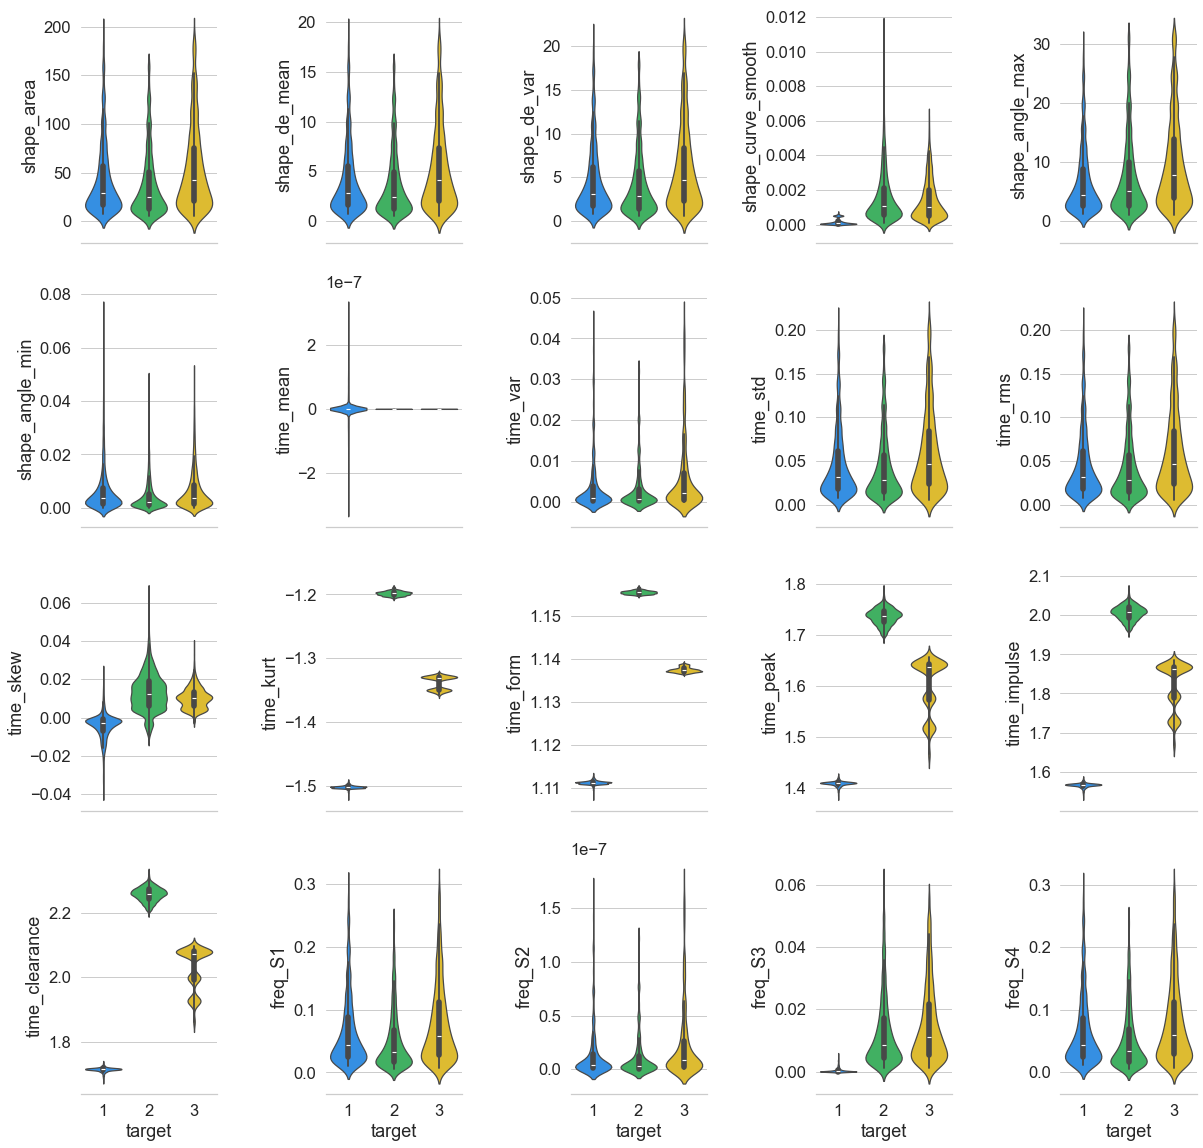 shape_area
200
150
100
50
0
shape_de_mean
20
15
10
5
0
shape_de_var
20
15
10
5
0
shape_curve_smooth
0.012
0.010
0.008
0.006
0.004
0.002
0.000
shape_angle_max
30
20
10
0
shape_angle_min
0.08
0.06
0.04
0.02
0.00
1e−7
time_mean
2
0
−2
time_var
0.05
0.04
0.03
0.02
0.01
0.00
time_std
0.20
0.15
0.10
0.05
0.00
time_rms
0.20
0.15
0.10
0.05
0.00
time_skew
0.06
0.04
0.02
0.00
−0.02
−0.04
time_kurt
−1.2
−1.3
−1.4
−1.5
time_form
1.15
1.14
1.13
1.12
1.11
time_peak
1.8
1.7
1.6
1.5
1.4
time_impulse
2.1
2.0
1.9
1.8
1.7
1.6
time_clearance
2.2
2.0
1.8
1 2 3
target
freq_S1
0.3
0.2
0.1
0.0
1 2 3
target
1e−7
freq_S2
1.5
1.0
0.5
0.0
1 2 3
target
freq_S3
0.06
0.04
0.02
0.00
1 2 3
target
freq_S4
0.3
0.2
0.1
0.0
1 2 3
target